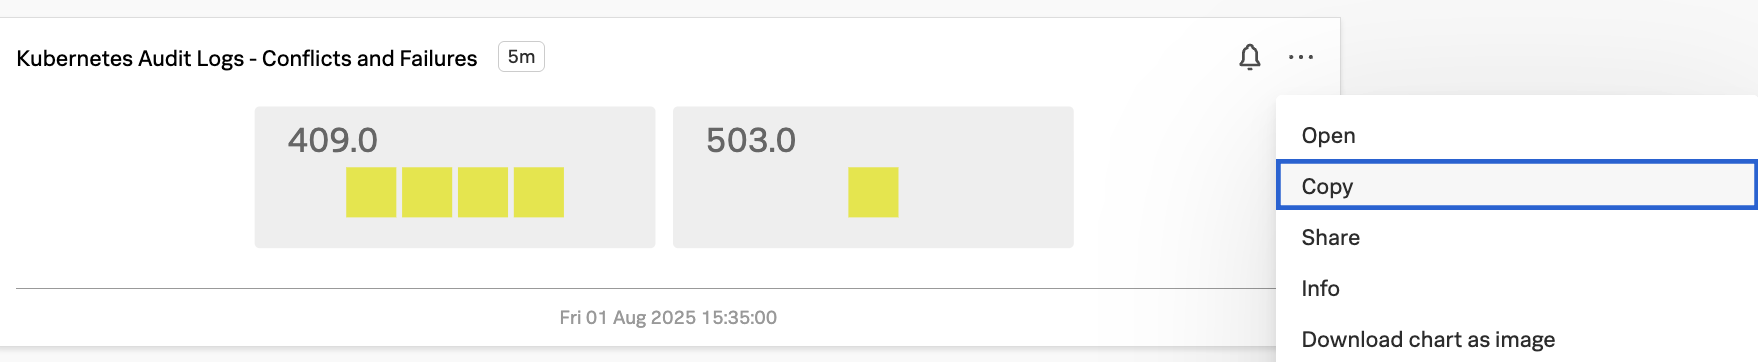 Kubernetes Audit Logs - Conflicts and Failures 5m
409.0
503.0
Fri 01 Aug 2025 15:35:00
Open
Copy
Share
Info
Download chart as image